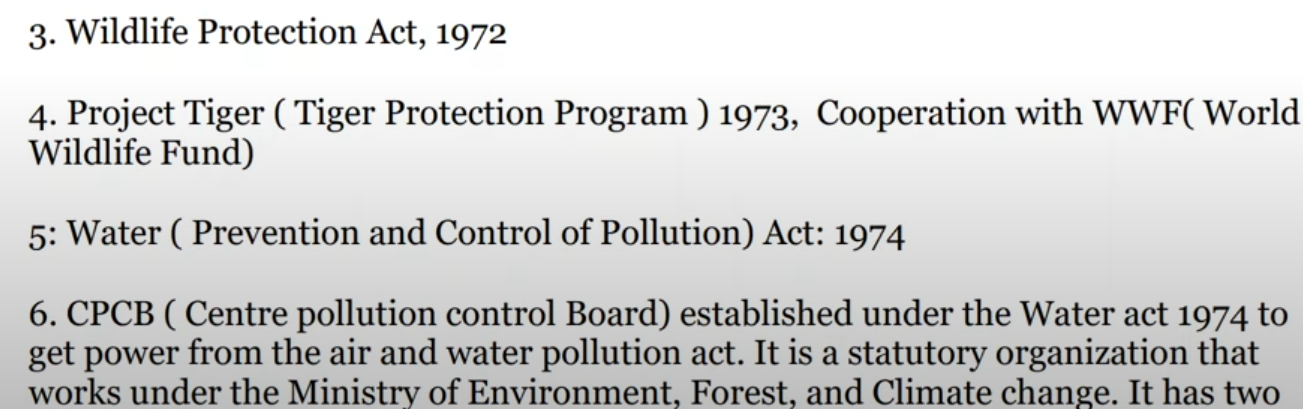 3. Wildlife Protection Act, 1972
4. Project Tiger ( Tiger Protection Program ) 1973, Cooperation with WWF( World
Wildlife Fund)
5: Water ( Prevention and Control of Pollution) Act: 1974
6. CPCB ( Centre pollution control Board) established under the Water act 1974 to
get power from the air and water pollution act. It is a statutory organization that
works under the Ministry of Environment, Forest, and Climate change. It has two